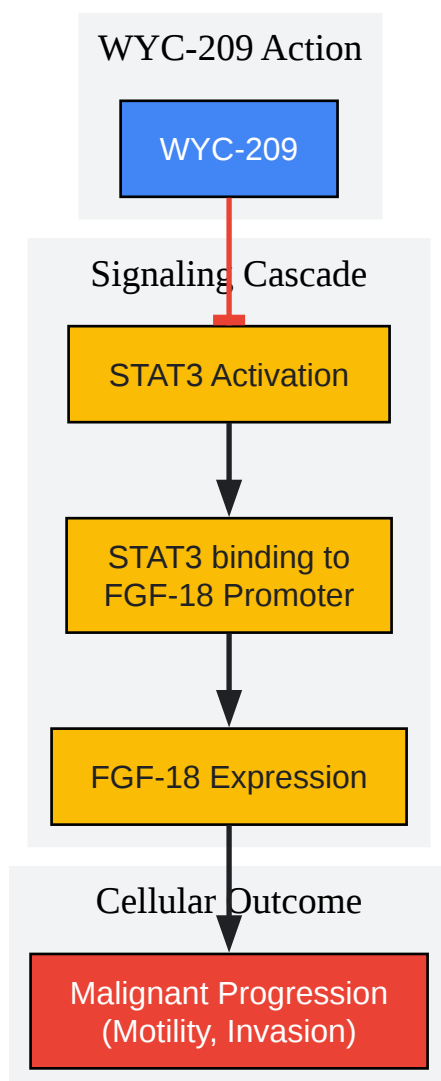 WYC-209 Action
WYC-209
Signaling Cascade
STAT3 Activation
STAT3 binding to
FGF-18 Promoter
FGF-18 Expression
Cellular Outcome
Malignant Progression
(Motility, Invasion)